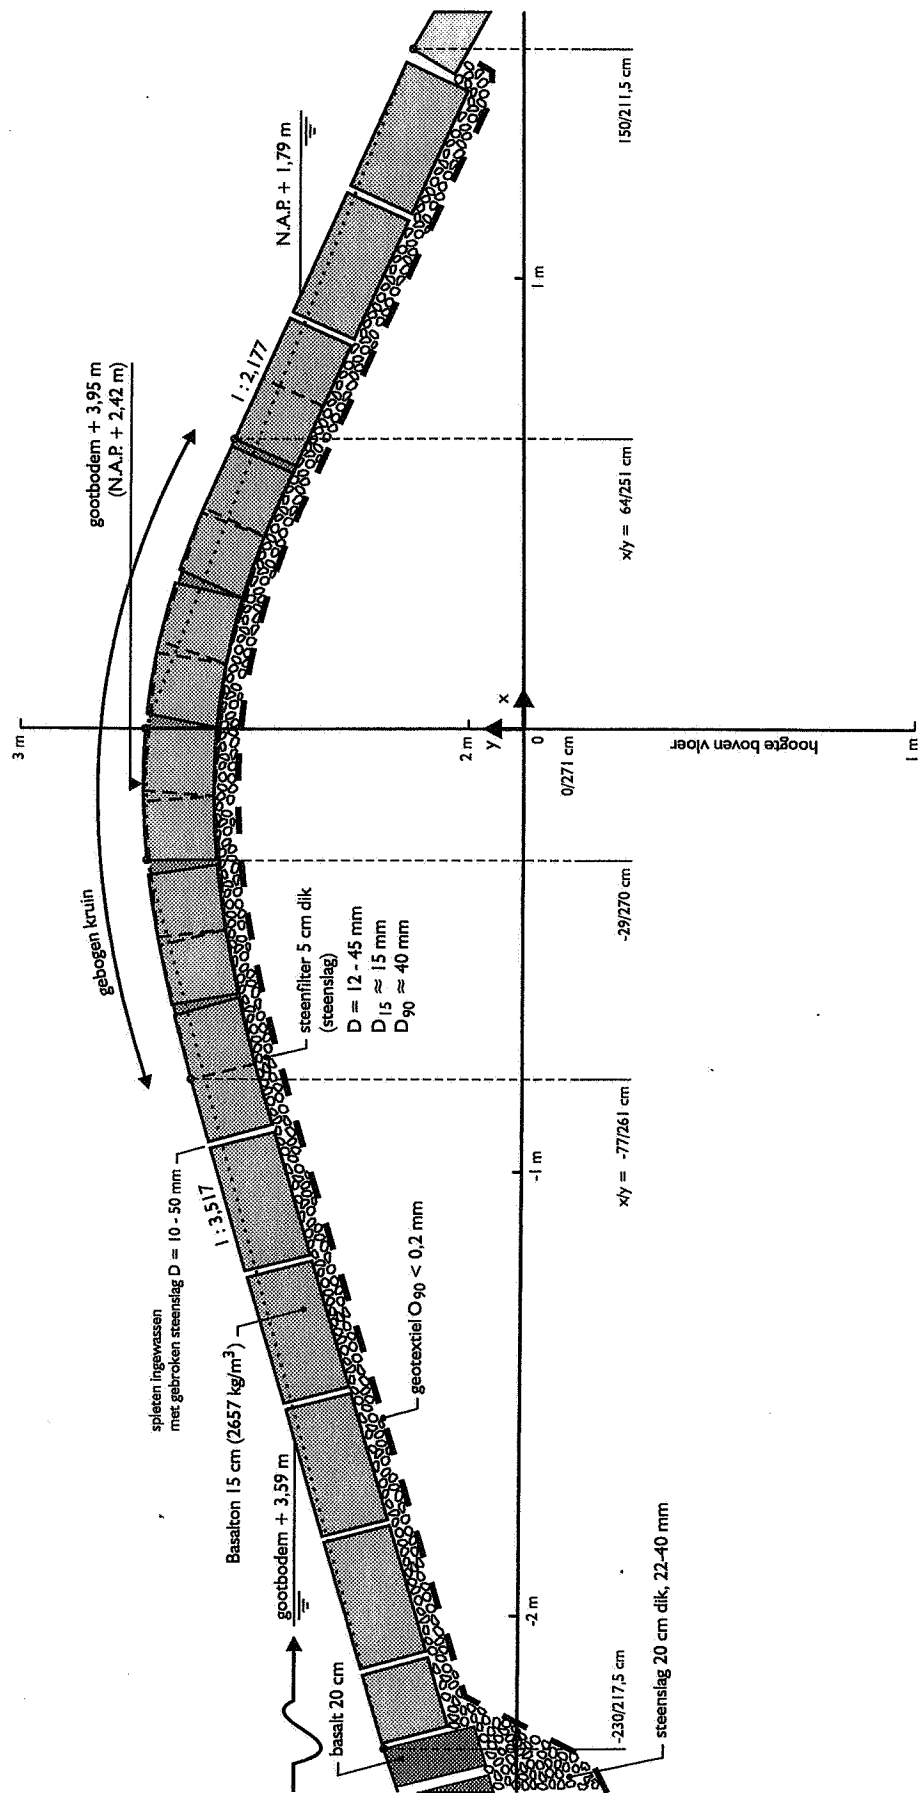 gebogen kruin
gootbodem + 3,95 m
(N.A.P. + 2,42 m)
N.A.P. + 1,79 m
1 : 2,177
1 : 3,517
spleten ingewassen
met gebroken steenslag D = 10 - 50 mm
Basalton 15 cm (2657 kg/m³)
gootbodem + 3,59 m
basalt 20 cm
steenfilter 5 cm dik
(steenslag)
D = 12 - 45 mm
D₁₅ ≈ 15 mm
D₉₀ ≈ 40 mm
geotextiel O₉₀ < 0,2 mm
steenslag 20 cm dik, 22-40 mm
3 m
2 m
1 m
hoogte boven vloer
y
x
0
-2 m
-1 m
1 m
-230/217,5 cm
x/y = -77/261 cm
-29/270 cm
0/271 cm
x/y = 64/251 cm
150/211,5 cm